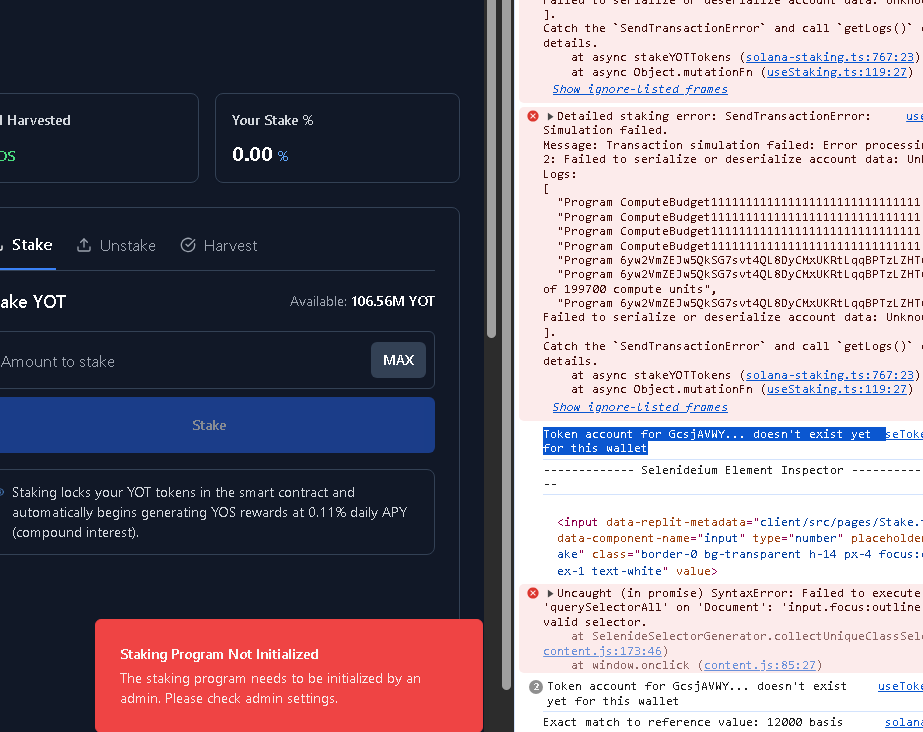 l Harvested
OS
Your Stake %
0.00 %
Stake
Unstake
Harvest
ake YOT
Available: 106.56M YOT
Amount to stake
MAX
Stake
Staking locks your YOT tokens in the smart contract and
automatically begins generating YOS rewards at 0.11% daily APY
(compound interest).
Staking Program Not Initialized
The staking program needs to be initialized by an
admin. Please check admin settings.
Failed to serialize or deserialize account data: Unkno
].
Catch the `SendTransactionError` and call `getLogs()`
details.
at async stakeYOTTokens (solana-staking.ts:767:23)
at async Object.mutationFn (useStaking.ts:119:27)
Show ignore-listed frames
Detailed staking error: SendTransactionError: use
Simulation failed.
Message: Transaction simulation failed: Error processin
2: Failed to serialize or deserialize account data: Unk
Logs:
[
"Program ComputeBudget111111111111111111111111111111
"Program ComputeBudget111111111111111111111111111111
"Program ComputeBudget111111111111111111111111111111
"Program ComputeBudget111111111111111111111111111111
"Program 6yw2VmZEJw5QkSG7svt4QL8DyCMxUKRtLqqBPTzLZHT
"Program 6yw2VmZEJw5QkSG7svt4QL8DyCMxUKRtLqqBPTzLZHT
of 199700 compute units",
"Program 6yw2VmZEJw5QkSG7svt4QL8DyCMxUKRtLqqBPTzLZHT
Failed to serialize or deserialize account data: Unkno
].
Catch the `SendTransactionError` and call `getLogs()`
details.
at async stakeYOTTokens (solana-staking.ts:767:23)
at async Object.mutationFn (useStaking.ts:119:27)
Show ignore-listed frames
Token account for GcsjAVWY... doesn't exist yet seToke
for this wallet
------------- Selenideium Element Inspector ----------
--
<input data-replit-metadata="client/src/pages/Stake.t
data-component-name="input" type="number" placeholder
ake" class="border-0 bg-transparent h-14 px-4 focus:o
ex-1 text-white" value>
Uncaught (in promise) SyntaxError: Failed to execute
'querySelectorAll' on 'Document': 'input.focus:outline
valid selector.
at SelenideSelectorGenerator.collectUniqueClassSel
content.js:173:46)
at window.onclick (content.js:85:27)
2 Token account for GcsjAVWY... doesn't exist useToke
yet for this wallet
Exact match to reference value: 12000 basis solana